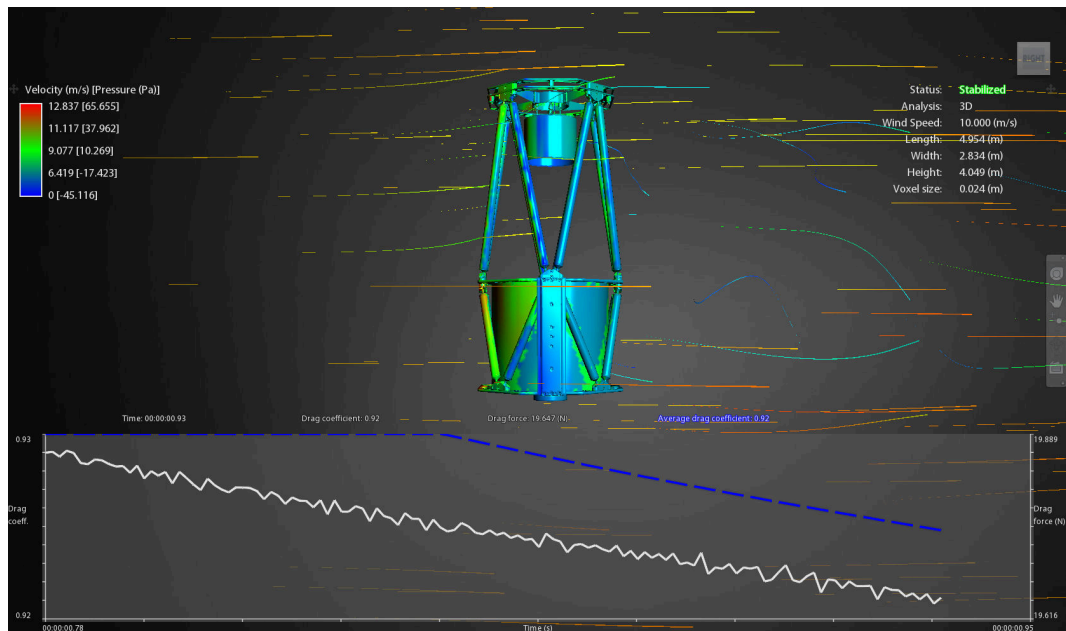 Velocity (m/s) [Pressure (Pa)]
12.837 [65.655]
11.117 [37.962]
9.077 [10.269]
6.419 [-17.423]
0 [-45.116]
RIGHT
Status: Stabilized
Analysis: 3D
Wind Speed: 10.000 (m/s)
Length: 4.954 (m)
Width: 2.834 (m)
Height: 4.049 (m)
Voxel size: 0.024 (m)
Time: 00:00:00.93 Drag coefficient: 0.92 Drag force: 19.647 (N) Average drag coefficient: 0.92
0.93
Drag
coeff.
0.92
19.889
Drag
force (N)
19.616
00:00:00.78 Time (s) 00:00:00.95